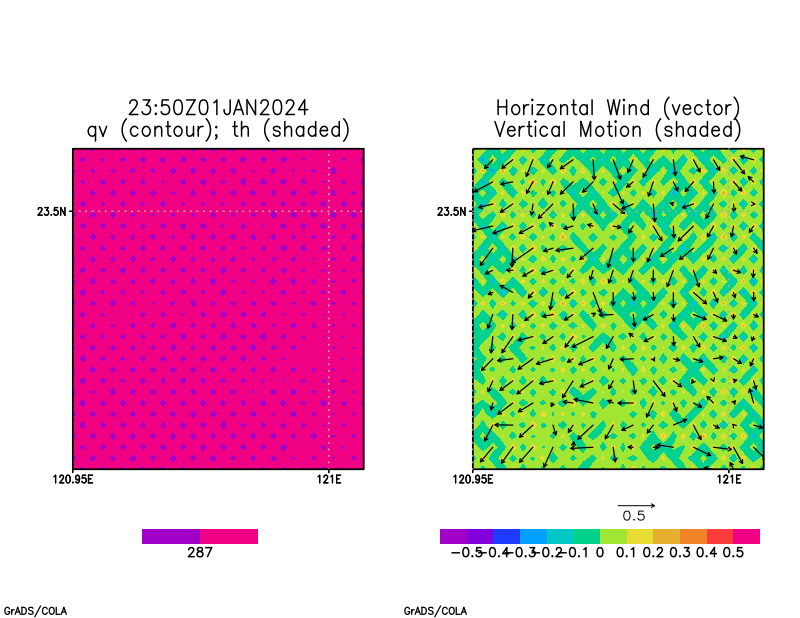 23:50Z01JAN2024
qv (contour); th (shaded)
23.5N
120.95E 121E
287
Horizontal Wind (vector)
Vertical Motion (shaded)
23.5N
120.95E 121E
0.5
-0.5 -0.4 -0.3 -0.2 -0.1 0 0.1 0.2 0.3 0.4 0.5
GrADS/COLA
GrADS/COLA